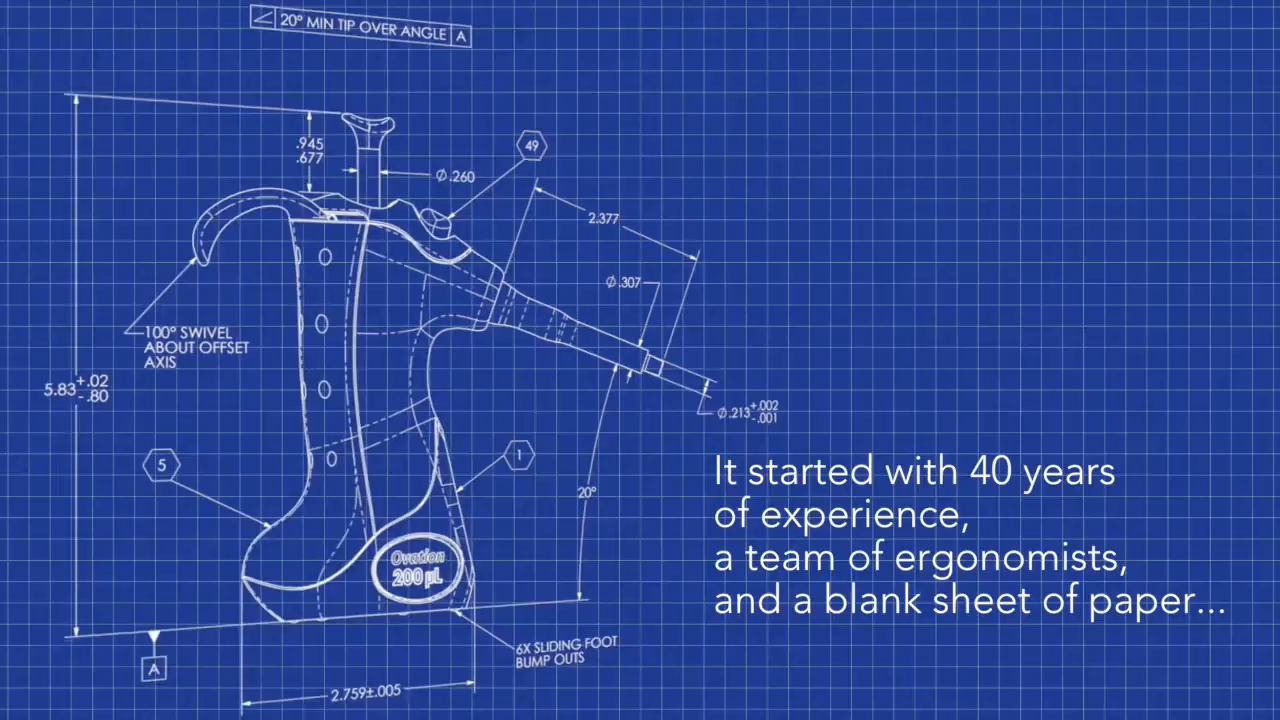 20° MIN TIP OVER ANGLE A
.945
.677
49
Ø.260
2.377
Ø.307
100° SWIVEL
ABOUT OFFSET
AXIS
5.83 +.02
-.80
Ø.213 +.002
-.001
5
1
20°
It started with 40 years
of experience,
a team of ergonomists,
and a blank sheet of paper...
Ovation
200 µL
6X SLIDING FOOT
BUMP OUTS
A
2.759±.005